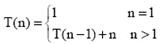 T(n) = { 1 n=1
T(n−1)+n n>1